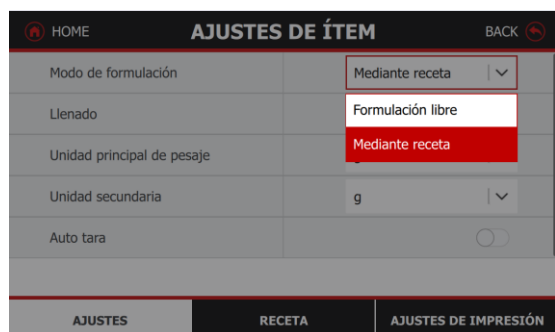 HOME AJUSTES DE ÍTEM BACK
Modo de formulación Mediante receta
Llenado Formulación libre
Mediante receta
Unidad principal de pesaje
Unidad secundaria g
Auto tara
AJUSTES RECETA AJUSTES DE IMPRESIÓN